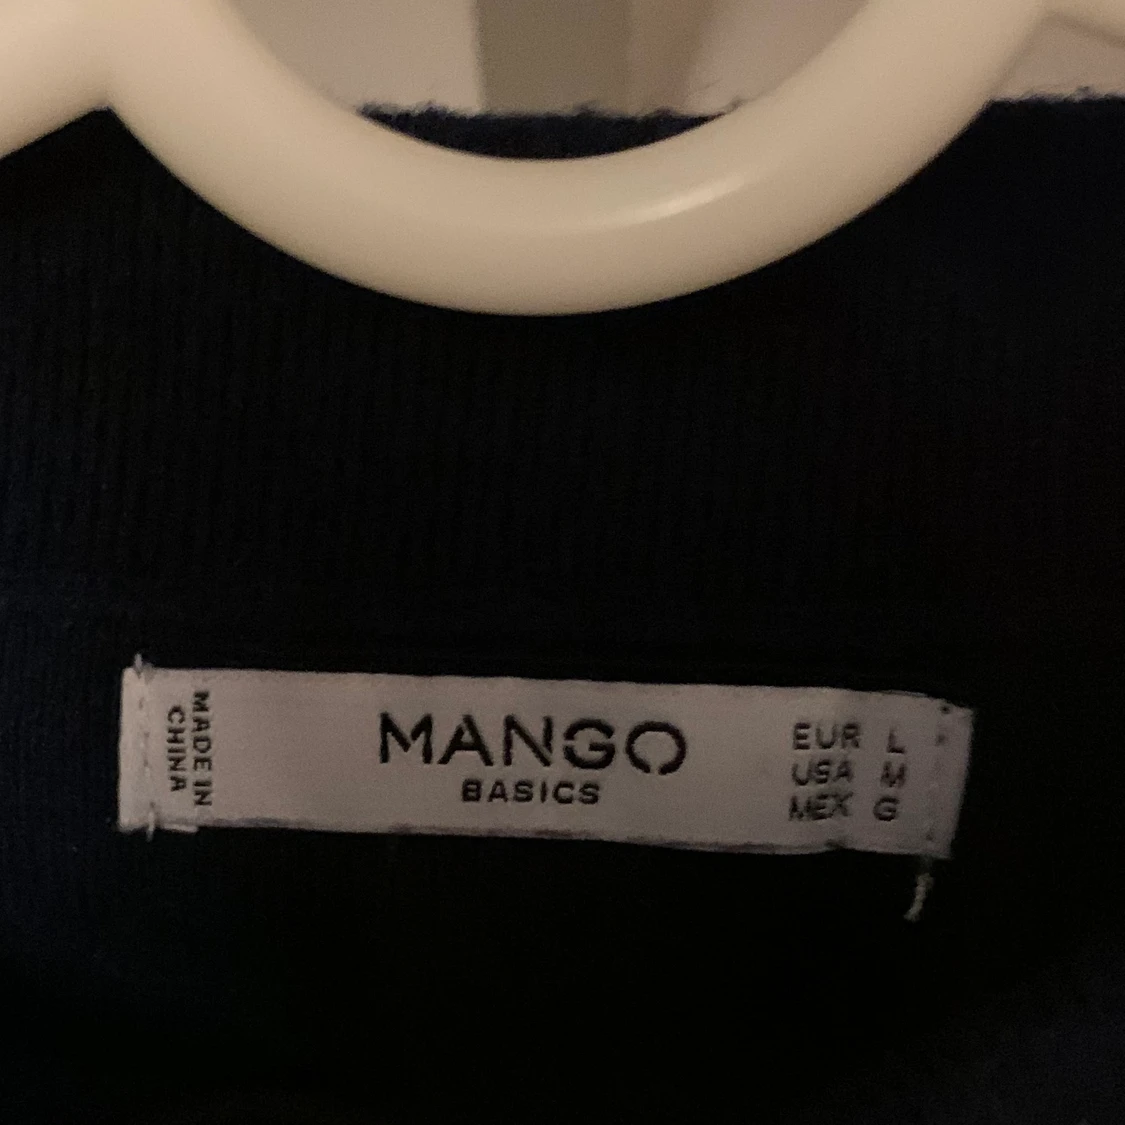 MADE IN
CHINA
MANGO
BASICS
EUR L
USA M
MEX G